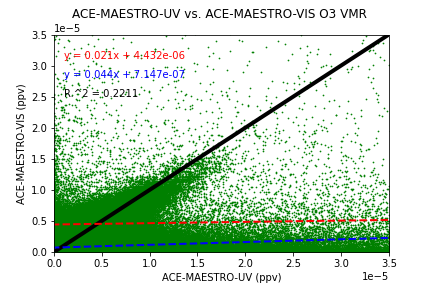 ACE-MAESTRO-UV vs. ACE-MAESTRO-VIS O3 VMR
1e−5
3.5
3.0
2.5
2.0
1.5
1.0
0.5
0.0
ACE-MAESTRO-VIS (ppv)
y = 0.021x + 4.432e-06
y = 0.044x + 7.147e-07
R^2 = 0.2211
0.0 0.5 1.0 1.5 2.0 2.5 3.0 3.5
ACE-MAESTRO-UV (ppv)
1e−5